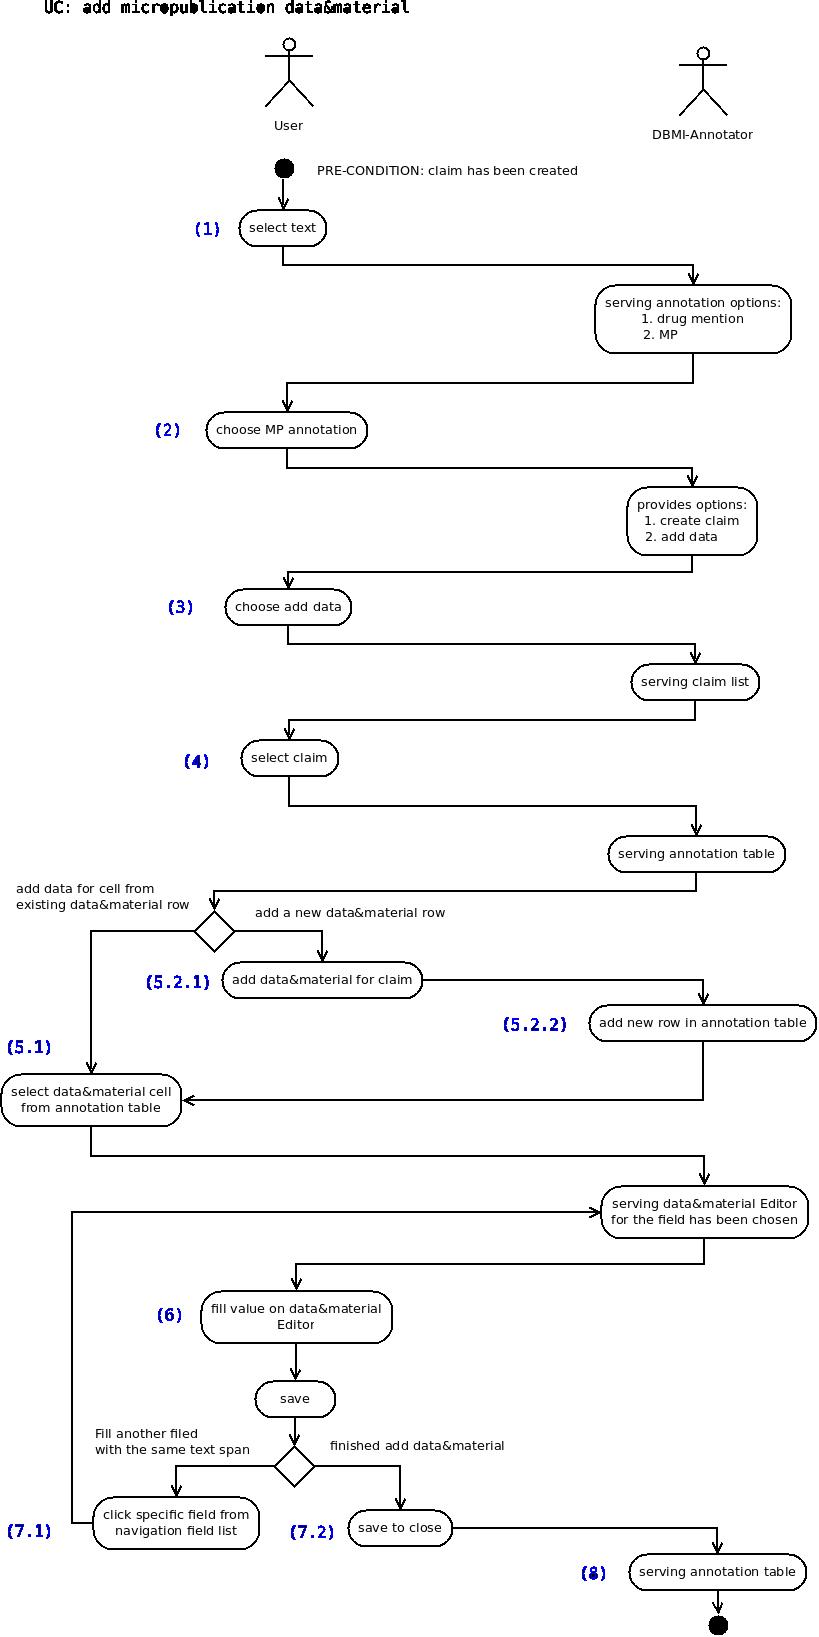 UC: add micropublication data&material
User
DBMI-Annotator
PRE-CONDITION: claim has been created
(1)
select text
serving annotation options:
1. drug mention
2. MP
(2)
choose MP annotation
provides options:
1. create claim
2. add data
(3)
choose add data
serving claim list
(4)
select claim
serving annotation table
add data for cell from
existing data&material row
add a new data&material row
(5.2.1)
add data&material for claim
(5.2.2)
add new row in annotation table
(5.1)
select data&material cell
from annotation table
serving data&material Editor
for the field has been chosen
(6)
fill value on data&material
Editor
save
Fill another filed
with the same text span
finished add data&material
(7.1)
click specific field from
navigation field list
(7.2)
save to close
(8)
serving annotation table